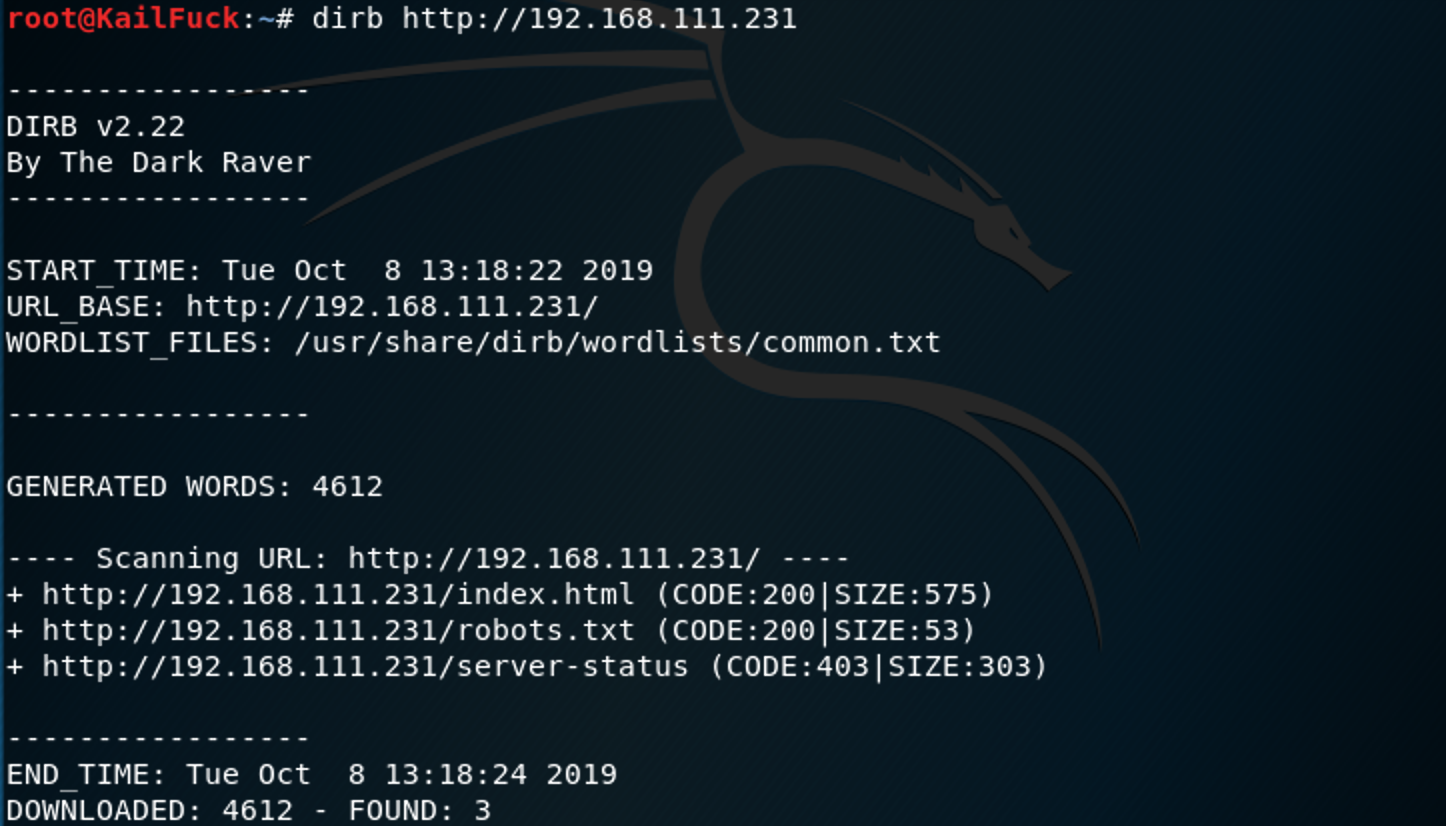 root@KailFuck:~# dirb http://192.168.111.231
-----------------
DIRB v2.22
By The Dark Raver
-----------------
START_TIME: Tue Oct  8 13:18:22 2019
URL_BASE: http://192.168.111.231/
WORDLIST_FILES: /usr/share/dirb/wordlists/common.txt
-----------------
GENERATED WORDS: 4612
---- Scanning URL: http://192.168.111.231/ ----
+ http://192.168.111.231/index.html (CODE:200|SIZE:575)
+ http://192.168.111.231/robots.txt (CODE:200|SIZE:53)
+ http://192.168.111.231/server-status (CODE:403|SIZE:303)
-----------------
END_TIME: Tue Oct  8 13:18:24 2019
DOWNLOADED: 4612 - FOUND: 3